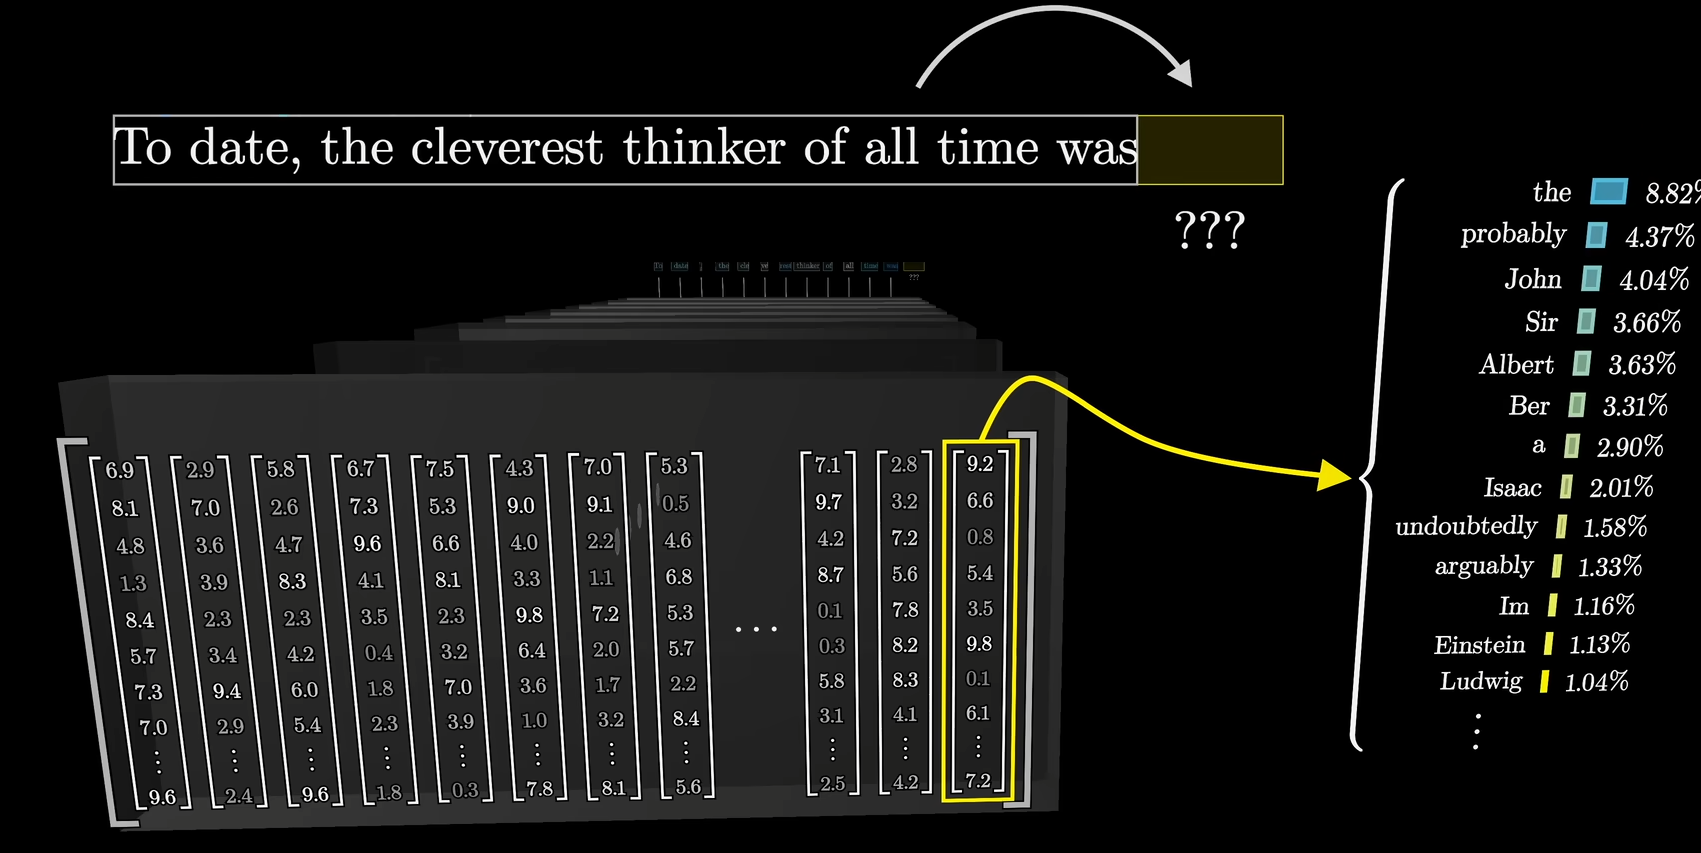 To date, the cleverest thinker of all time was
???
To date , the cle ve rest thinker of all time was
???
the 8.82%
probably 4.37%
John 4.04%
Sir 3.66%
Albert 3.63%
Ber 3.31%
a 2.90%
Isaac 2.01%
undoubtedly 1.58%
arguably 1.33%
Im 1.16%
Einstein 1.13%
Ludwig 1.04%
⋮
6.9 2.9 5.8 6.7 7.5 4.3 7.0 5.3 7.1 2.8 9.2
8.1 7.0 2.6 7.3 5.3 9.0 9.1 0.5 9.7 3.2 6.6
4.8 3.6 4.7 9.6 6.6 4.0 2.2 4.6 4.2 7.2 0.8
1.3 3.9 8.3 4.1 8.1 3.3 1.1 6.8 8.7 5.6 5.4
8.4 2.3 2.3 3.5 2.3 9.8 7.2 5.3 … 0.1 7.8 3.5
5.7 3.4 4.2 0.4 3.2 6.4 2.0 5.7 0.3 8.2 9.8
7.3 9.4 6.0 1.8 7.0 3.6 1.7 2.2 5.8 8.3 0.1
7.0 2.9 5.4 2.3 3.9 1.0 3.2 8.4 3.1 4.1 6.1
⋮ ⋮ ⋮ ⋮ ⋮ ⋮ ⋮ ⋮ ⋮ ⋮ ⋮
9.6 2.4 9.6 1.8 0.3 7.8 8.1 5.6 2.5 4.2 7.2